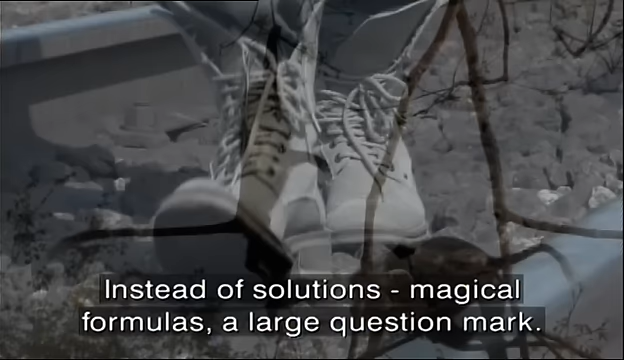 Instead of solutions - magical
formulas, a large question mark.